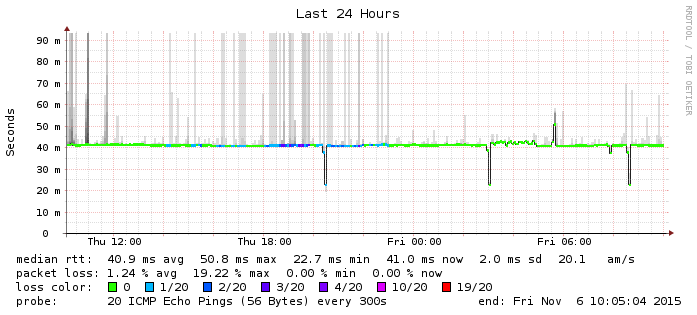 Last 24 Hours
RRDTOOL / TOBI OETIKER
Seconds
90 m
80 m
70 m
60 m
50 m
40 m
30 m
20 m
10 m
0
Thu 12:00 Thu 18:00 Fri 00:00 Fri 06:00
median rtt: 40.9 ms avg 50.8 ms max 22.7 ms min 41.0 ms now 2.0 ms sd 20.1 am/s
packet loss: 1.24 % avg 19.22 % max 0.00 % min 0.00 % now
loss color: 0 1/20 2/20 3/20 4/20 10/20 19/20
probe: 20 ICMP Echo Pings (56 Bytes) every 300s end: Fri Nov 6 10:05:04 2015